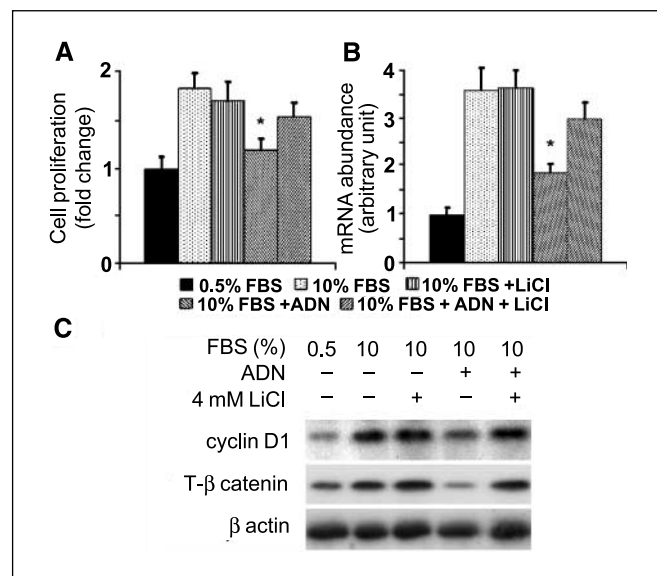 A
B
Cell proliferation
(fold change)
2
1
0
*
mRNA abundance
(arbitrary unit)
4
3
2
1
0
*
0.5% FBS 10% FBS 10% FBS +LiCl
10% FBS +ADN 10% FBS + ADN + LiCl
C
FBS (%) 0.5 10 10 10 10
ADN − − − + +
4 mM LiCl − − + − +
cyclin D1
T-β catenin
β actin